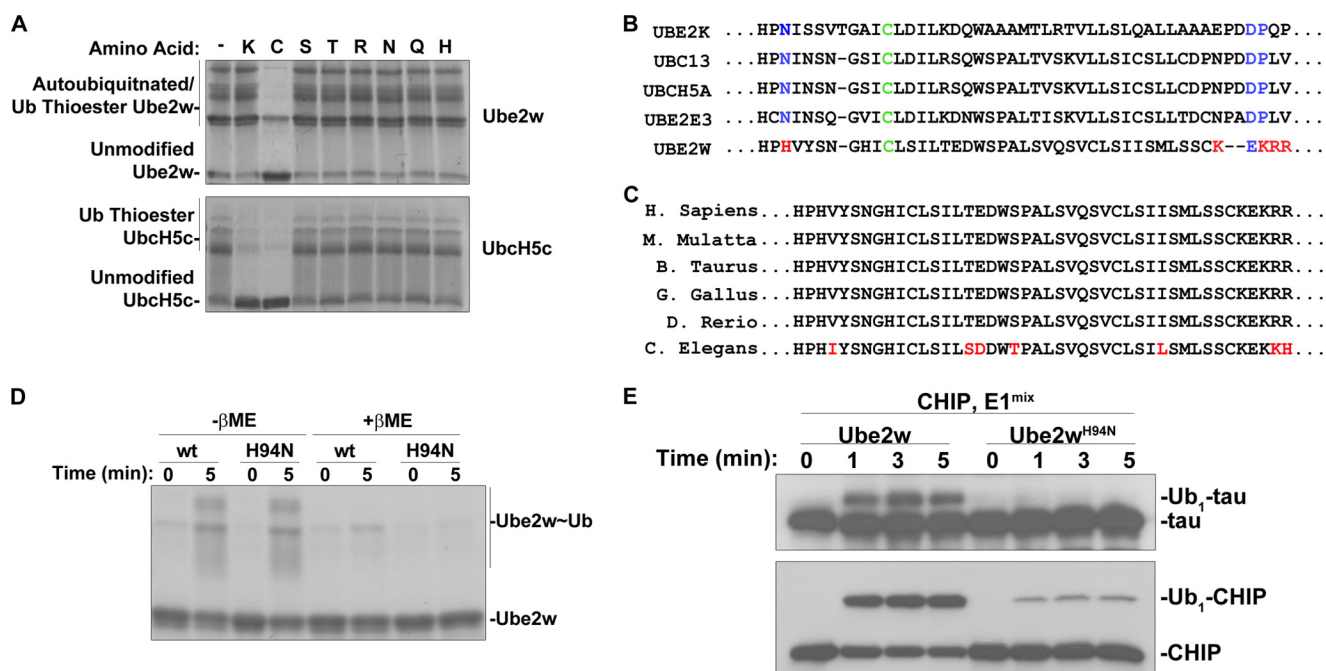 A
Amino Acid: - K C S T R N Q H
Autoubiquitnated/
Ub Thioester Ube2w-
Ube2w
Unmodified
Ube2w-
Ub Thioester
UbcH5c-
UbcH5c
Unmodified
UbcH5c-
B
UBE2K ...HPNISSVTGAICLDILKDQWAAAMTLRTVLLSLQALLAAAEPDDPQP...
UBC13 ...HPNINSN-GSICLDILRSQWSPALTVSKVLLSICSLLCDPNPDDPLV...
UBCH5A ...HPNINSN-GSICLDILRSQWSPALTVSKVLLSICSLLCDPNPDDPLV...
UBE2E3 ...HCNINSQ-GVICLDILKDNWSPALTISKVLLSICSLLTDCNPADPLV...
UBE2W ...HPHVYSN-GHICLSILTEDWSPALSVQSVCLSIISMLSSCK--EKRR...
C
H. Sapiens...HPHVYSNGHICLSILTEDWSPALSVQSVCLSIISMLSSCKEKRR...
M. Mulatta...HPHVYSNGHICLSILTEDWSPALSVQSVCLSIISMLSSCKEKRR...
B. Taurus...HPHVYSNGHICLSILTEDWSPALSVQSVCLSIISMLSSCKEKRR...
G. Gallus...HPHVYSNGHICLSILTEDWSPALSVQSVCLSIISMLSSCKEKRR...
D. Rerio...HPHVYSNGHICLSILTEDWSPALSVQSVCLSIISMLSSCKEKRR...
C. Elegans...HPHIYSNGHICLSILSDDWTPALSVQSVCLSILSMLSSCKEKKH...
D
-βME +βME
wt H94N wt H94N
Time (min): 0 5 0 5 0 5 0 5
-Ube2w~Ub
-Ube2w
E
CHIP, E1mix
Ube2w Ube2wH94N
Time (min): 0 1 3 5 0 1 3 5
-Ub1-tau
-tau
-Ub1-CHIP
-CHIP